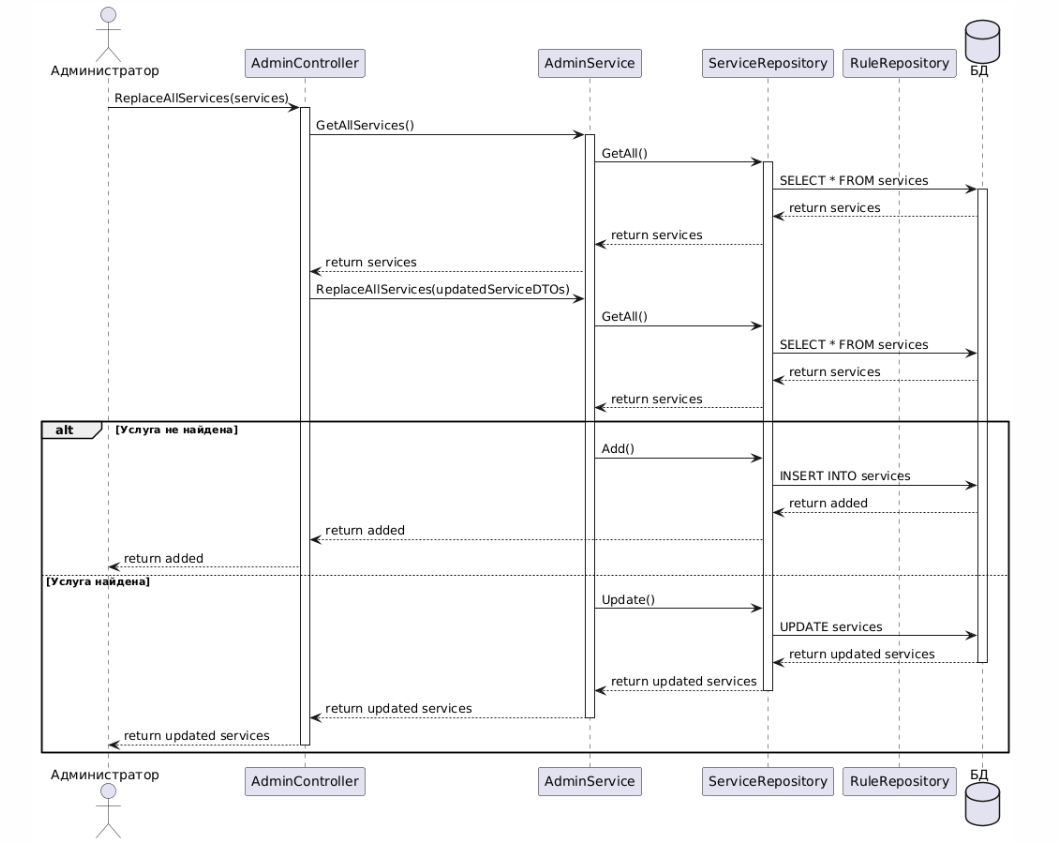 Администратор
AdminController
AdminService
ServiceRepository
RuleRepository
БД
ReplaceAllServices(services)
GetAllServices()
GetAll()
SELECT * FROM services
return services
return services
return services
ReplaceAllServices(updatedServiceDTOs)
GetAll()
SELECT * FROM services
return services
return services
alt [Услуга не найдена]
Add()
INSERT INTO services
return added
return added
return added
[Услуга найдена]
Update()
UPDATE services
return updated services
return updated services
return updated services
return updated services
Администратор
AdminController
AdminService
ServiceRepository
RuleRepository
БД